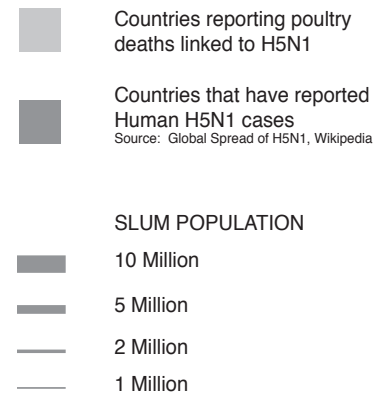 Countries reporting poultry
deaths linked to H5N1
Countries that have reported
Human H5N1 cases
Source: Global Spread of H5N1, Wikipedia
SLUM POPULATION
10 Million
5 Million
2 Million
1 Million